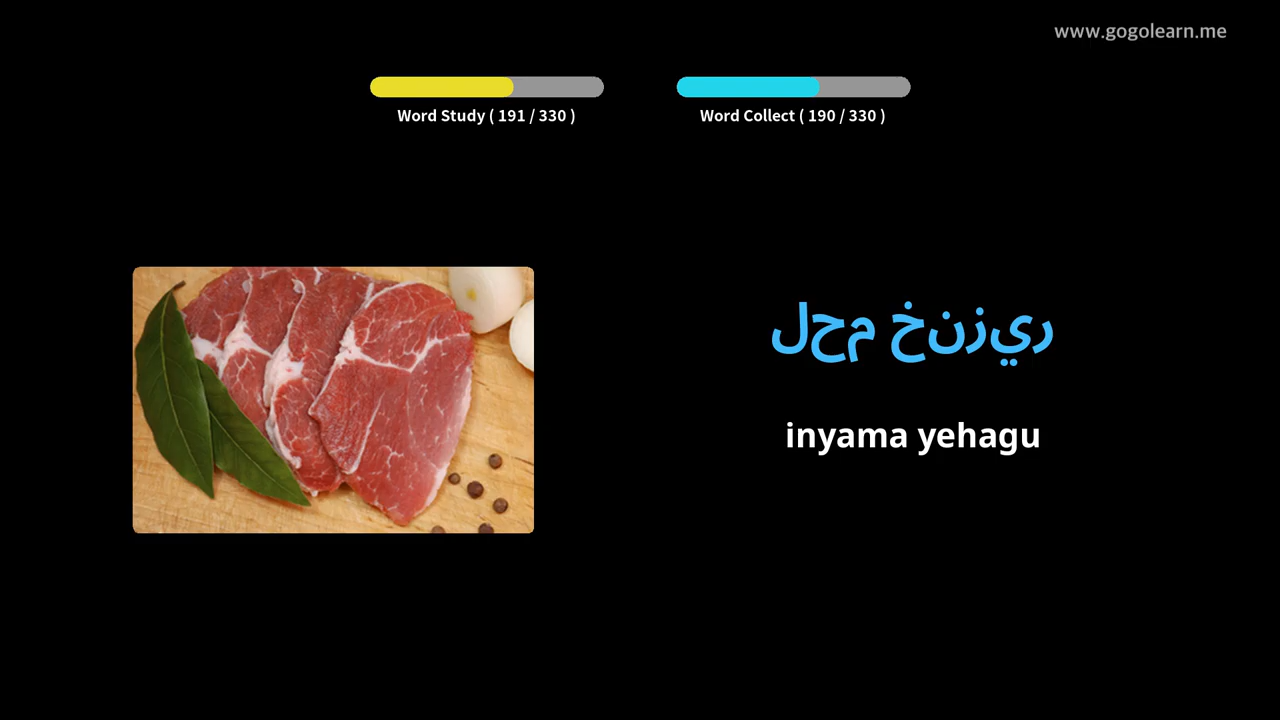 www.gogolearn.me
Word Study ( 191 / 330 )
Word Collect ( 190 / 330 )
لحم خنزير
inyama yehagu